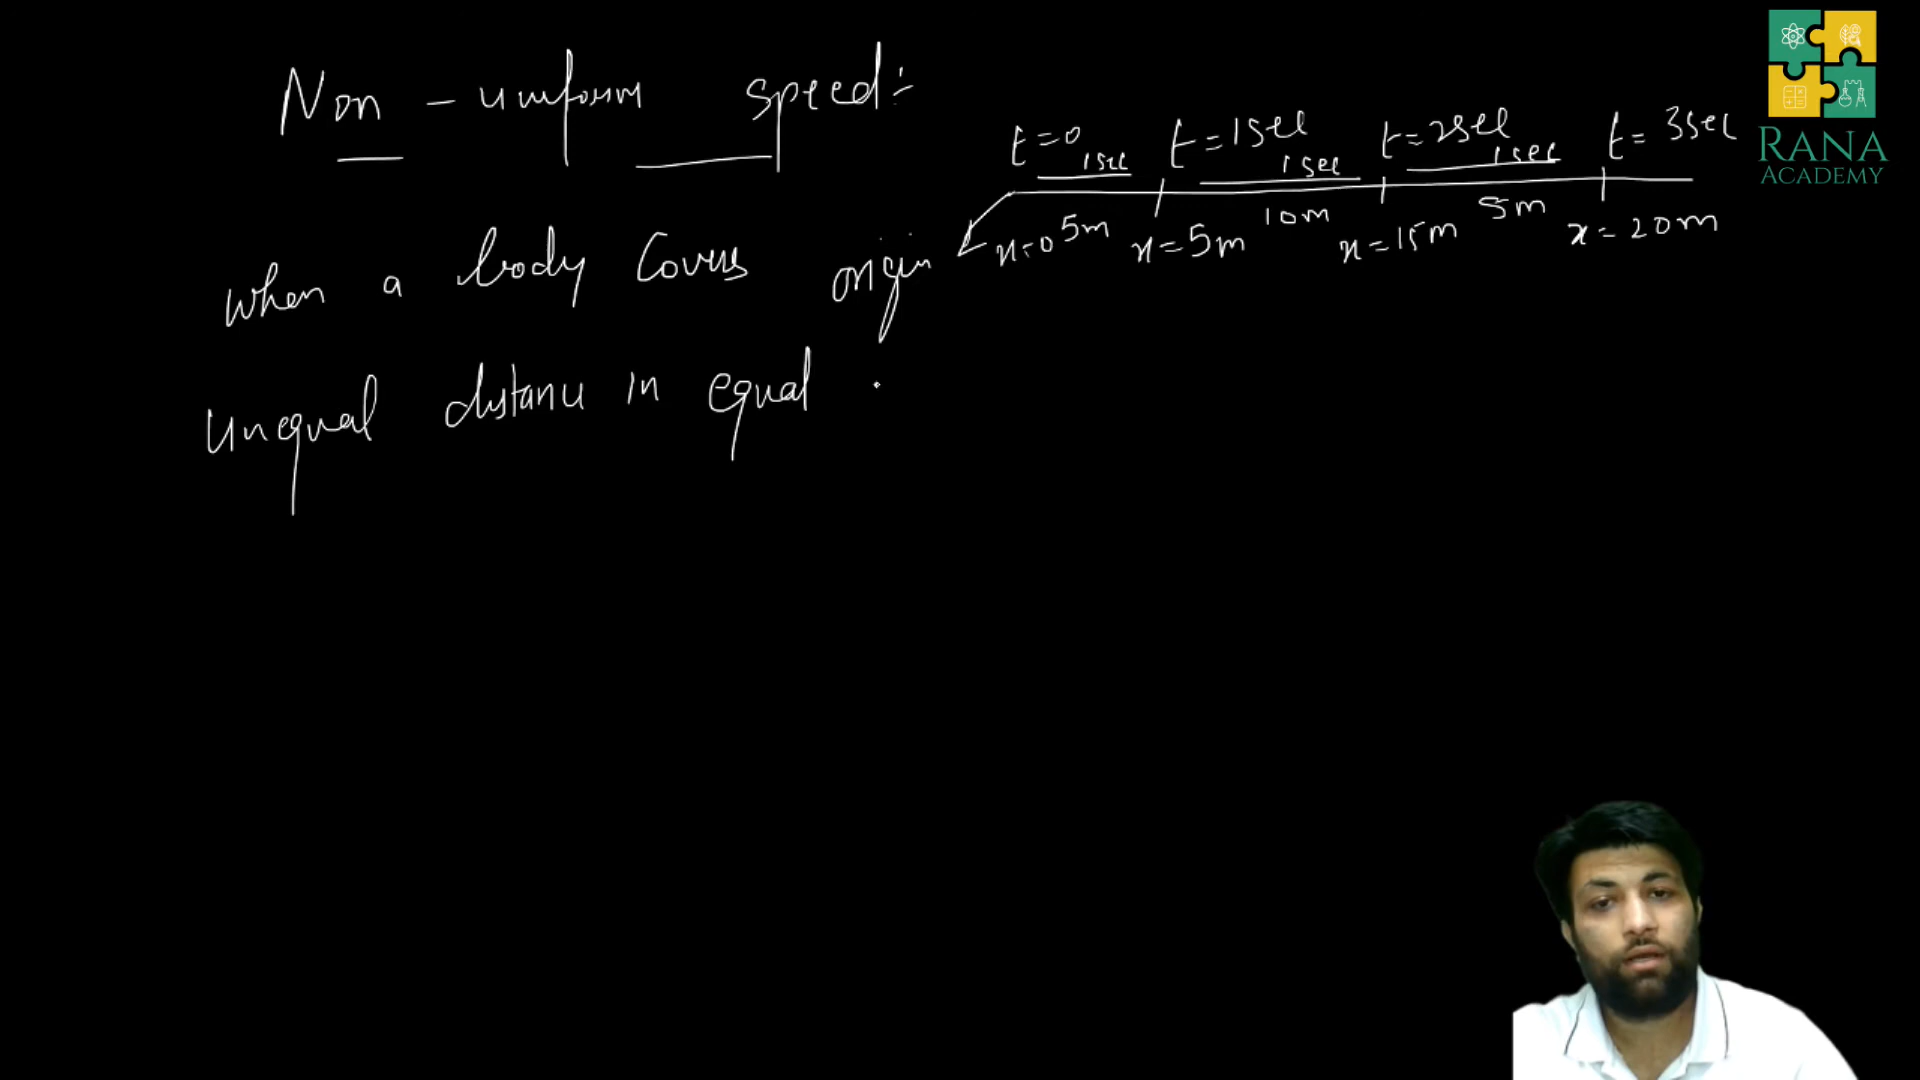 Non-uniform speed:-
t=0 t=1sec t=2sec t=3sec
1sec 1sec 1sec
5m 10m 5m
x=0 x=5m x=15m x=20m
when a body covers origin
unequal distance in equal
RANA
ACADEMY